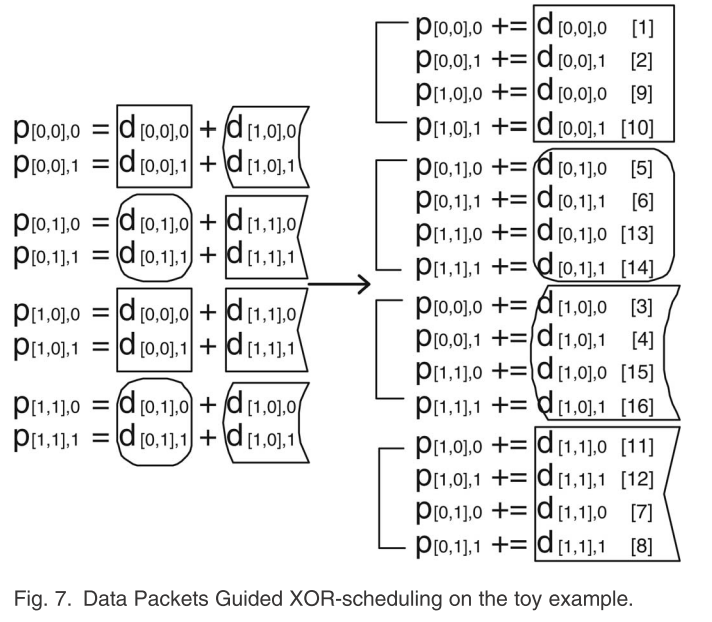 p[0,0],0 = d[0,0],0 + d[1,0],0
p[0,0],1 = d[0,0],1 + d[1,0],1
p[0,1],0 = d[0,1],0 + d[1,1],0
p[0,1],1 = d[0,1],1 + d[1,1],1
p[1,0],0 = d[0,0],0 + d[1,1],0
p[1,0],1 = d[0,0],1 + d[1,1],1
p[1,1],0 = d[0,1],0 + d[1,0],0
p[1,1],1 = d[0,1],1 + d[1,0],1
p[0,0],0 += d[0,0],0 [1]
p[0,0],1 += d[0,0],1 [2]
p[1,0],0 += d[0,0],0 [9]
p[1,0],1 += d[0,0],1 [10]
p[0,1],0 += d[0,1],0 [5]
p[0,1],1 += d[0,1],1 [6]
p[1,1],0 += d[0,1],0 [13]
p[1,1],1 += d[0,1],1 [14]
p[0,0],0 += d[1,0],0 [3]
p[0,0],1 += d[1,0],1 [4]
p[1,1],0 += d[1,0],0 [15]
p[1,1],1 += d[1,0],1 [16]
p[1,0],0 += d[1,1],0 [11]
p[1,0],1 += d[1,1],1 [12]
p[0,1],0 += d[1,1],0 [7]
p[0,1],1 += d[1,1],1 [8]
Fig. 7. Data Packets Guided XOR-scheduling on the toy example.